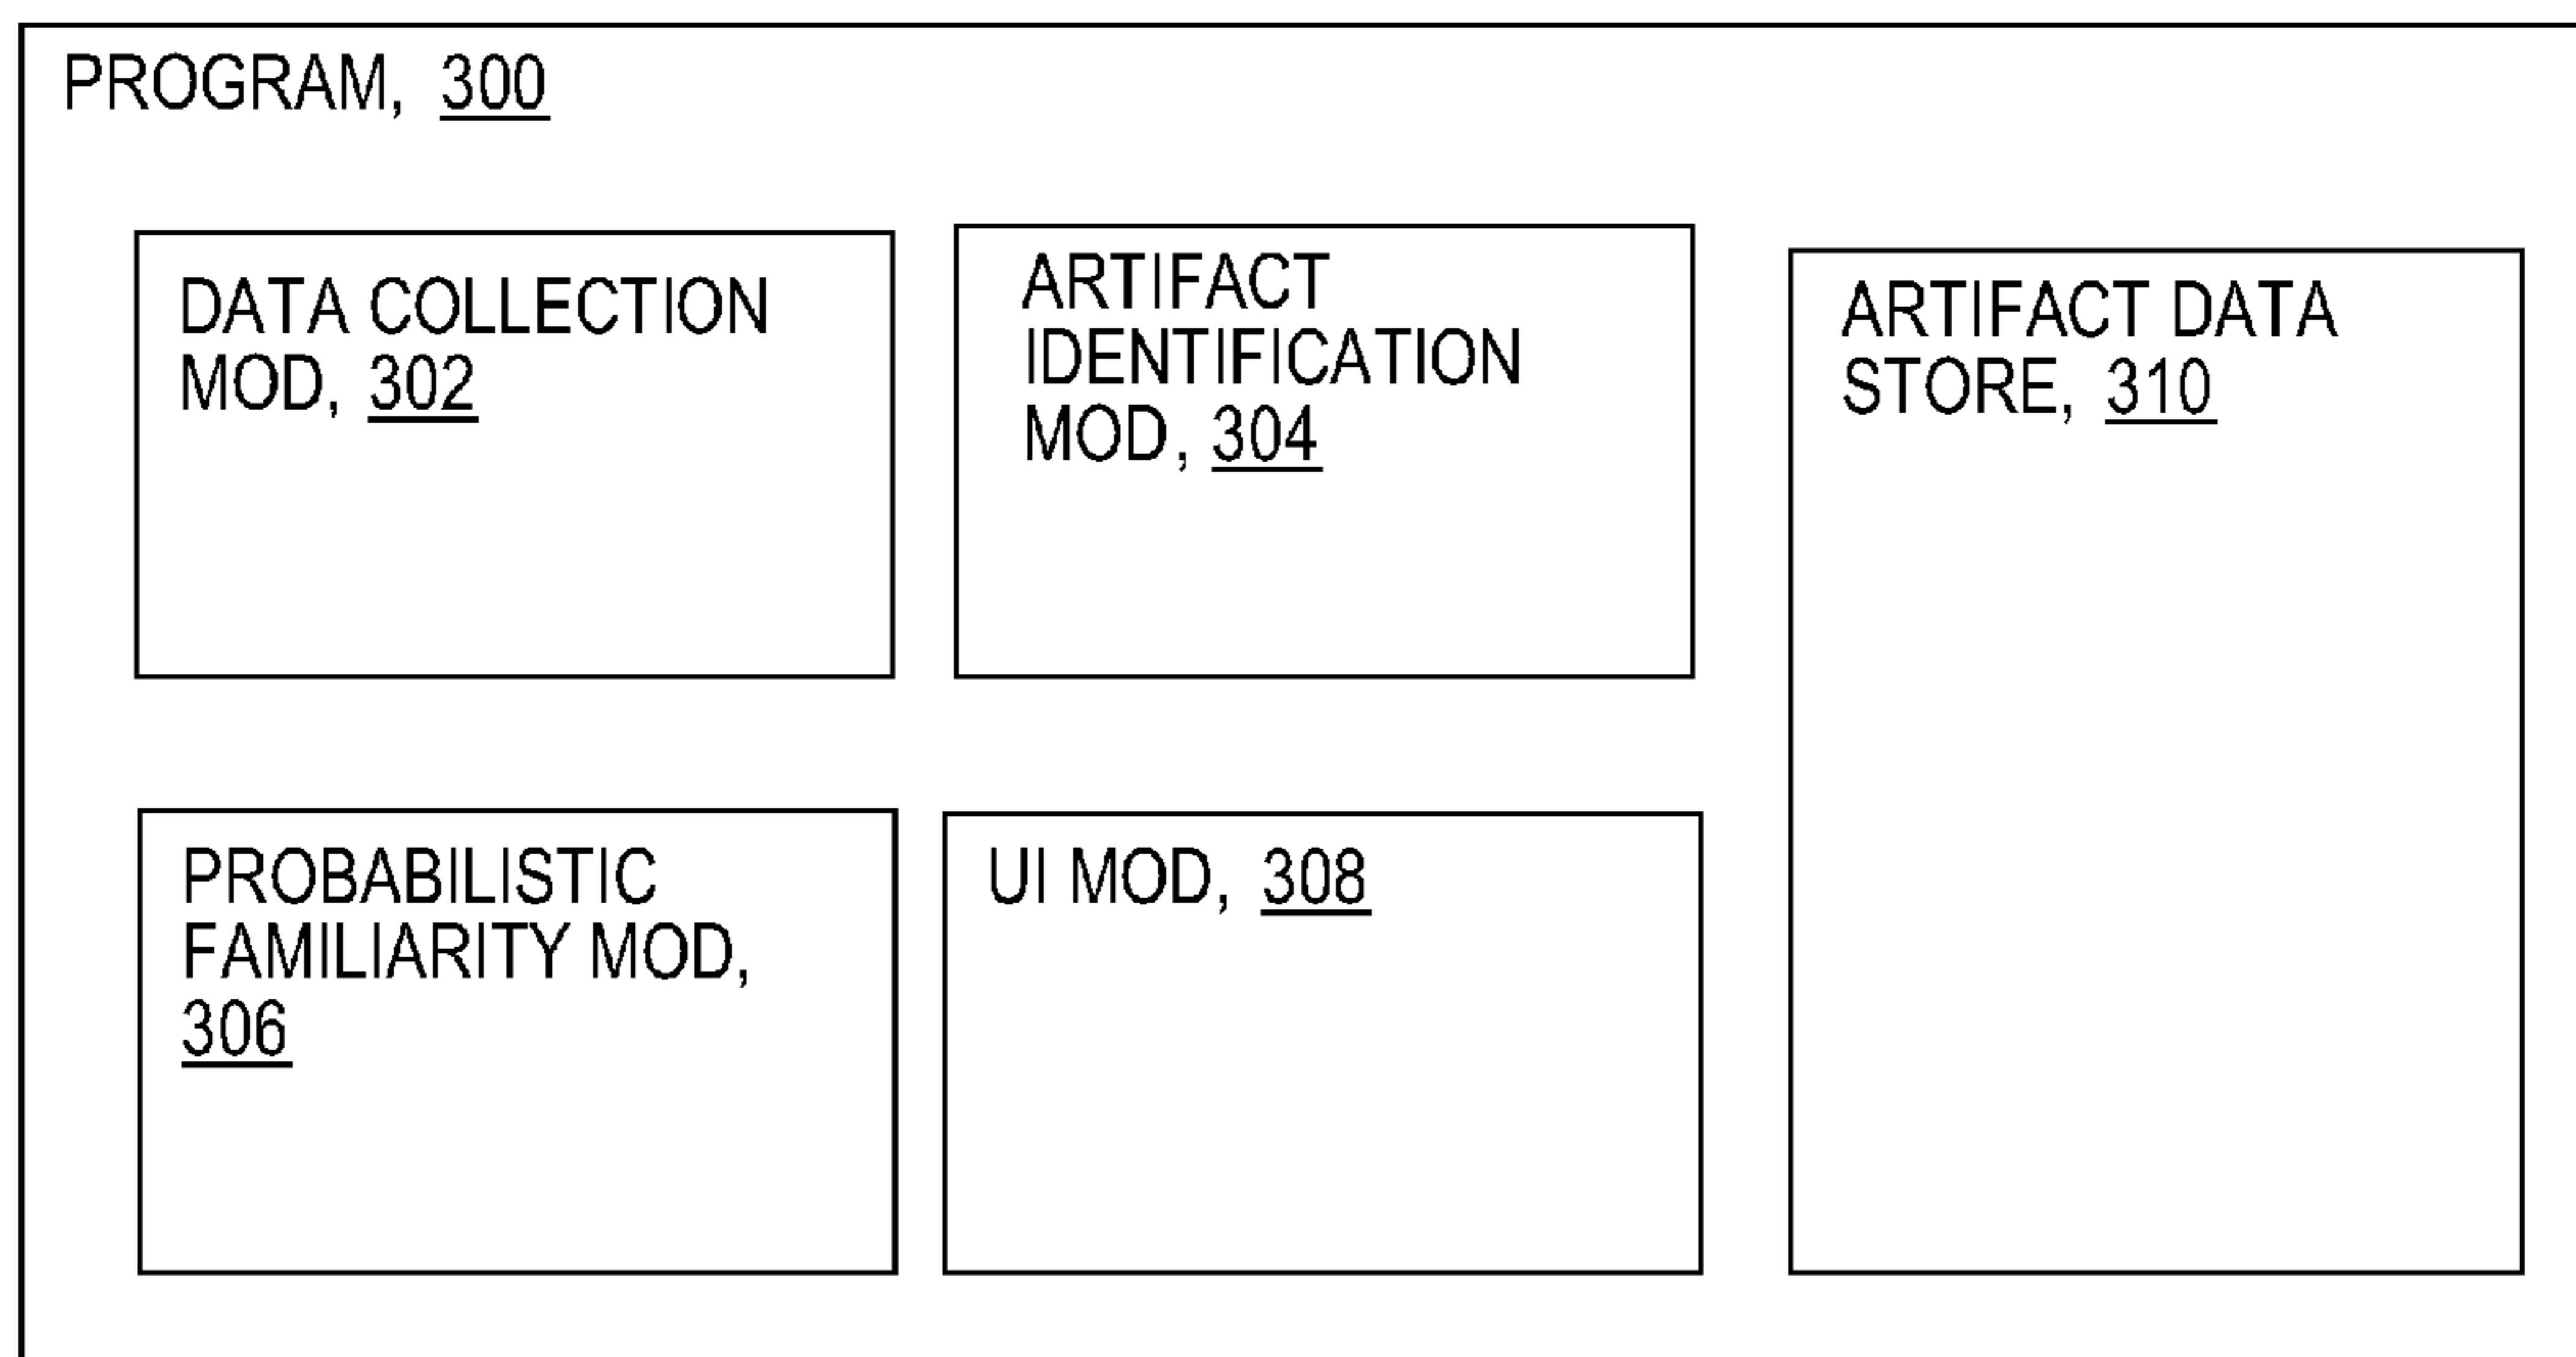 PROGRAM, 300
DATA COLLECTION
MOD, 302
ARTIFACT
IDENTIFICATION
MOD, 304
ARTIFACT DATA
STORE, 310
PROBABILISTIC
FAMILIARITY MOD,
306
UI MOD, 308